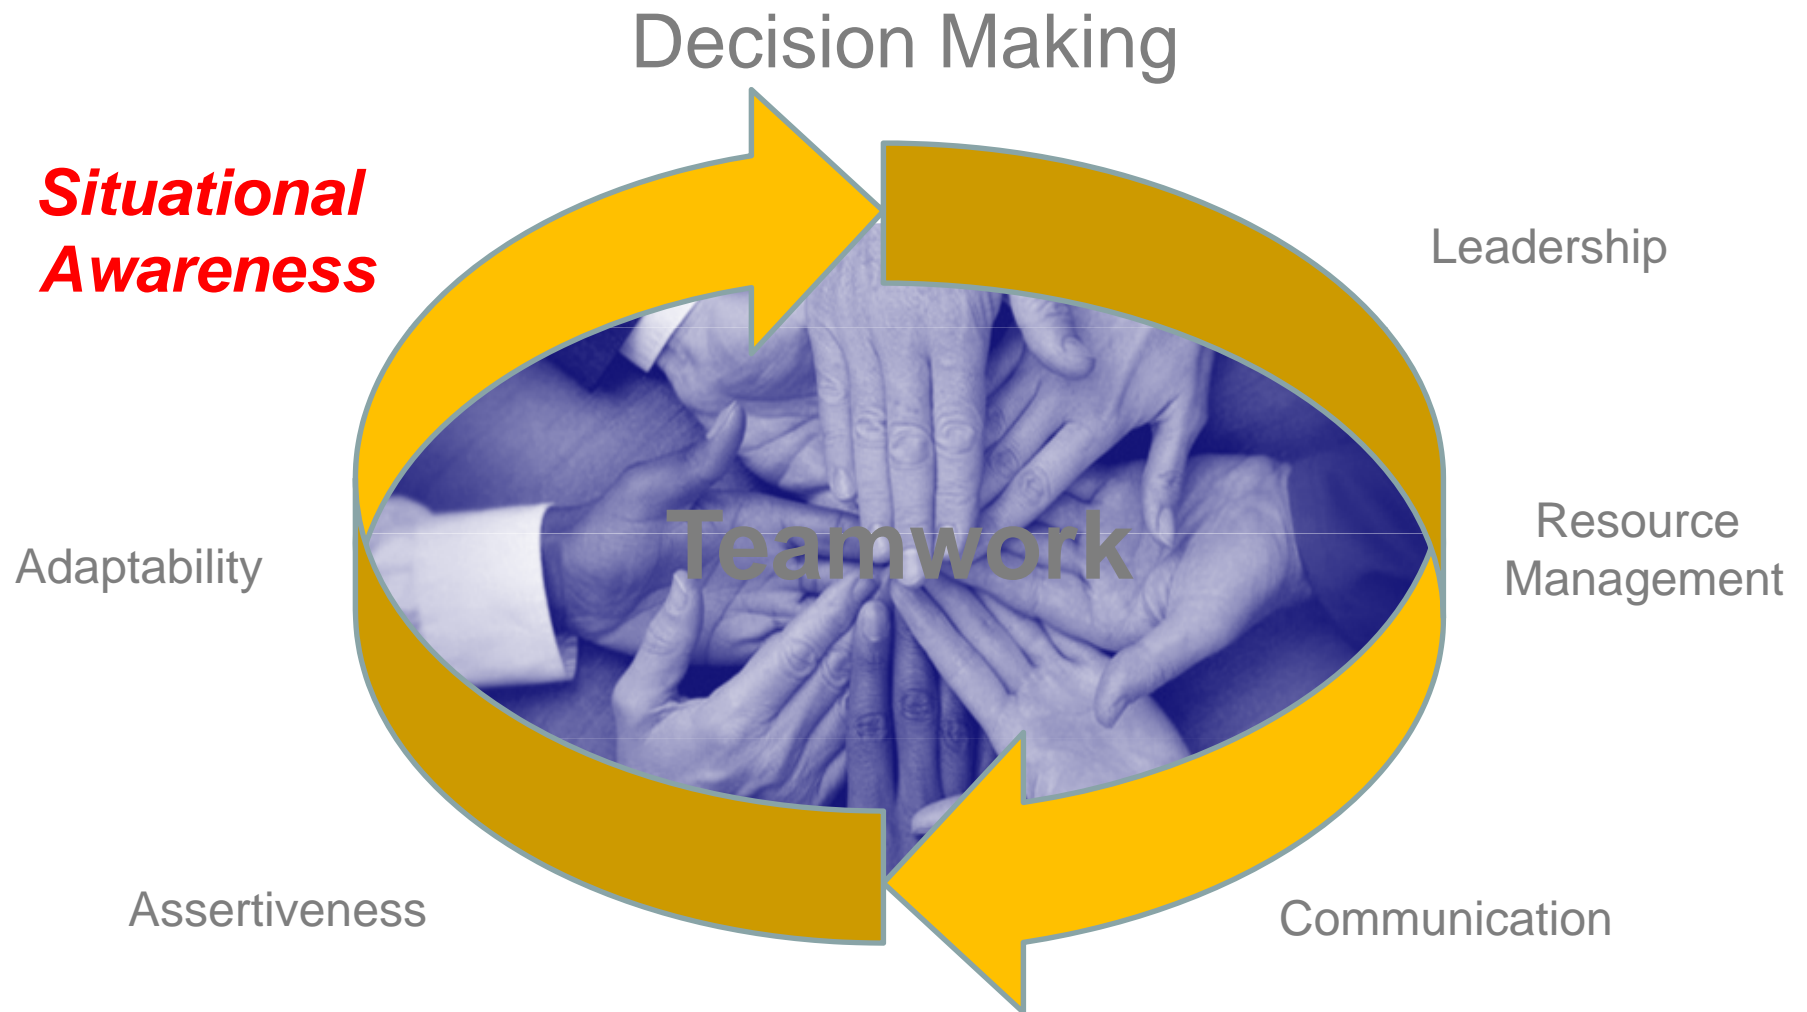 Decision Making
Situational
Awareness
Leadership
Resource
Management
Teamwork
Adaptability
Assertiveness
Communication